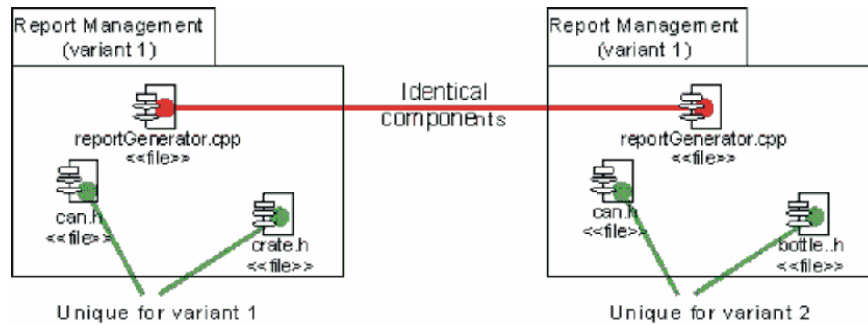 Report Management
(variant 1)
reportGenerator.cpp
<<file>>
can.h
<<file>>
crate.h
<<file>>
Unique for variant 1
Identical
components
Report Management
(variant 1)
reportGenerator.cpp
<<file>>
can.h
<<file>>
bottle..h
<<file>>
Unique for variant 2